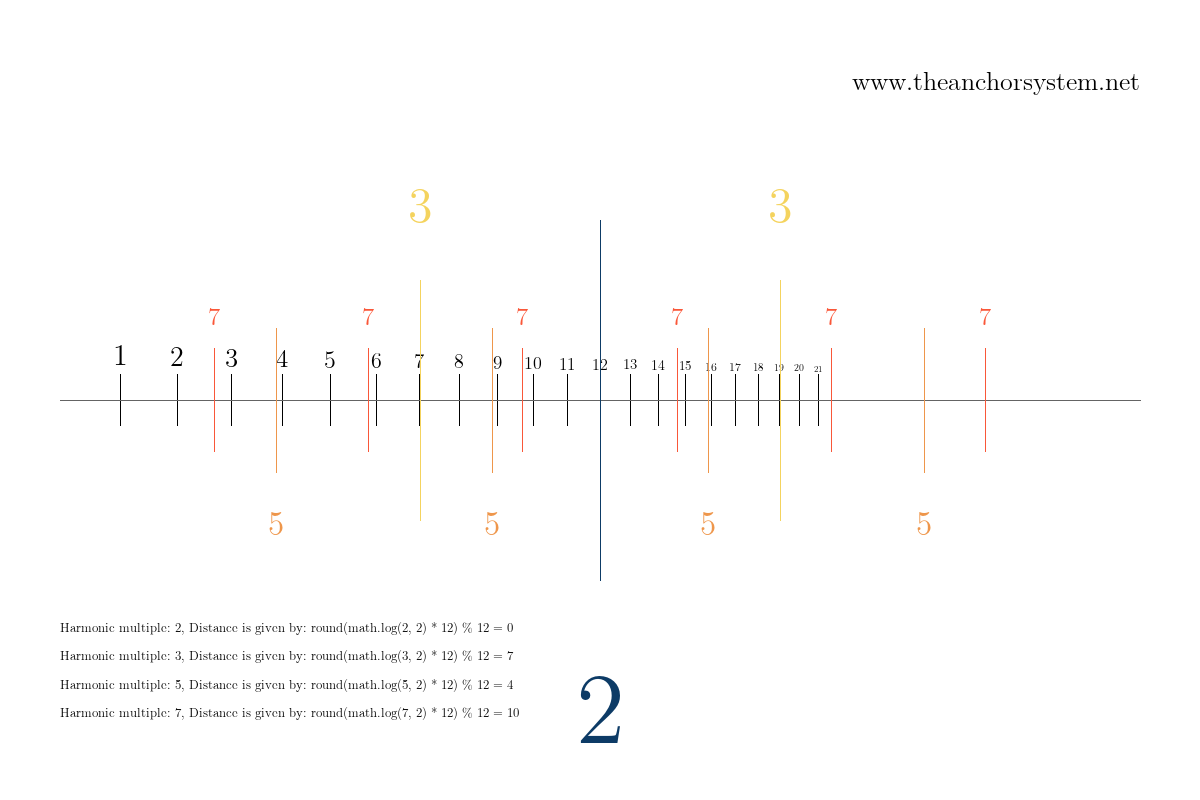 www.theanchorsystem.net
3 3
7 7 7 7 7 7
1 2 3 4 5 6 7 8 9 10 11 12 13 14 15 16 17 18 19 20 21
5 5 5 5
Harmonic multiple: 2, Distance is given by: round(math.log(2, 2) * 12) % 12 = 0
Harmonic multiple: 3, Distance is given by: round(math.log(3, 2) * 12) % 12 = 7
Harmonic multiple: 5, Distance is given by: round(math.log(5, 2) * 12) % 12 = 4
Harmonic multiple: 7, Distance is given by: round(math.log(7, 2) * 12) % 12 = 10
2